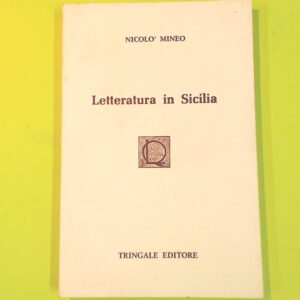 NICOLO' MINEO
Letteratura in Sicilia
TRINGALE EDITORE